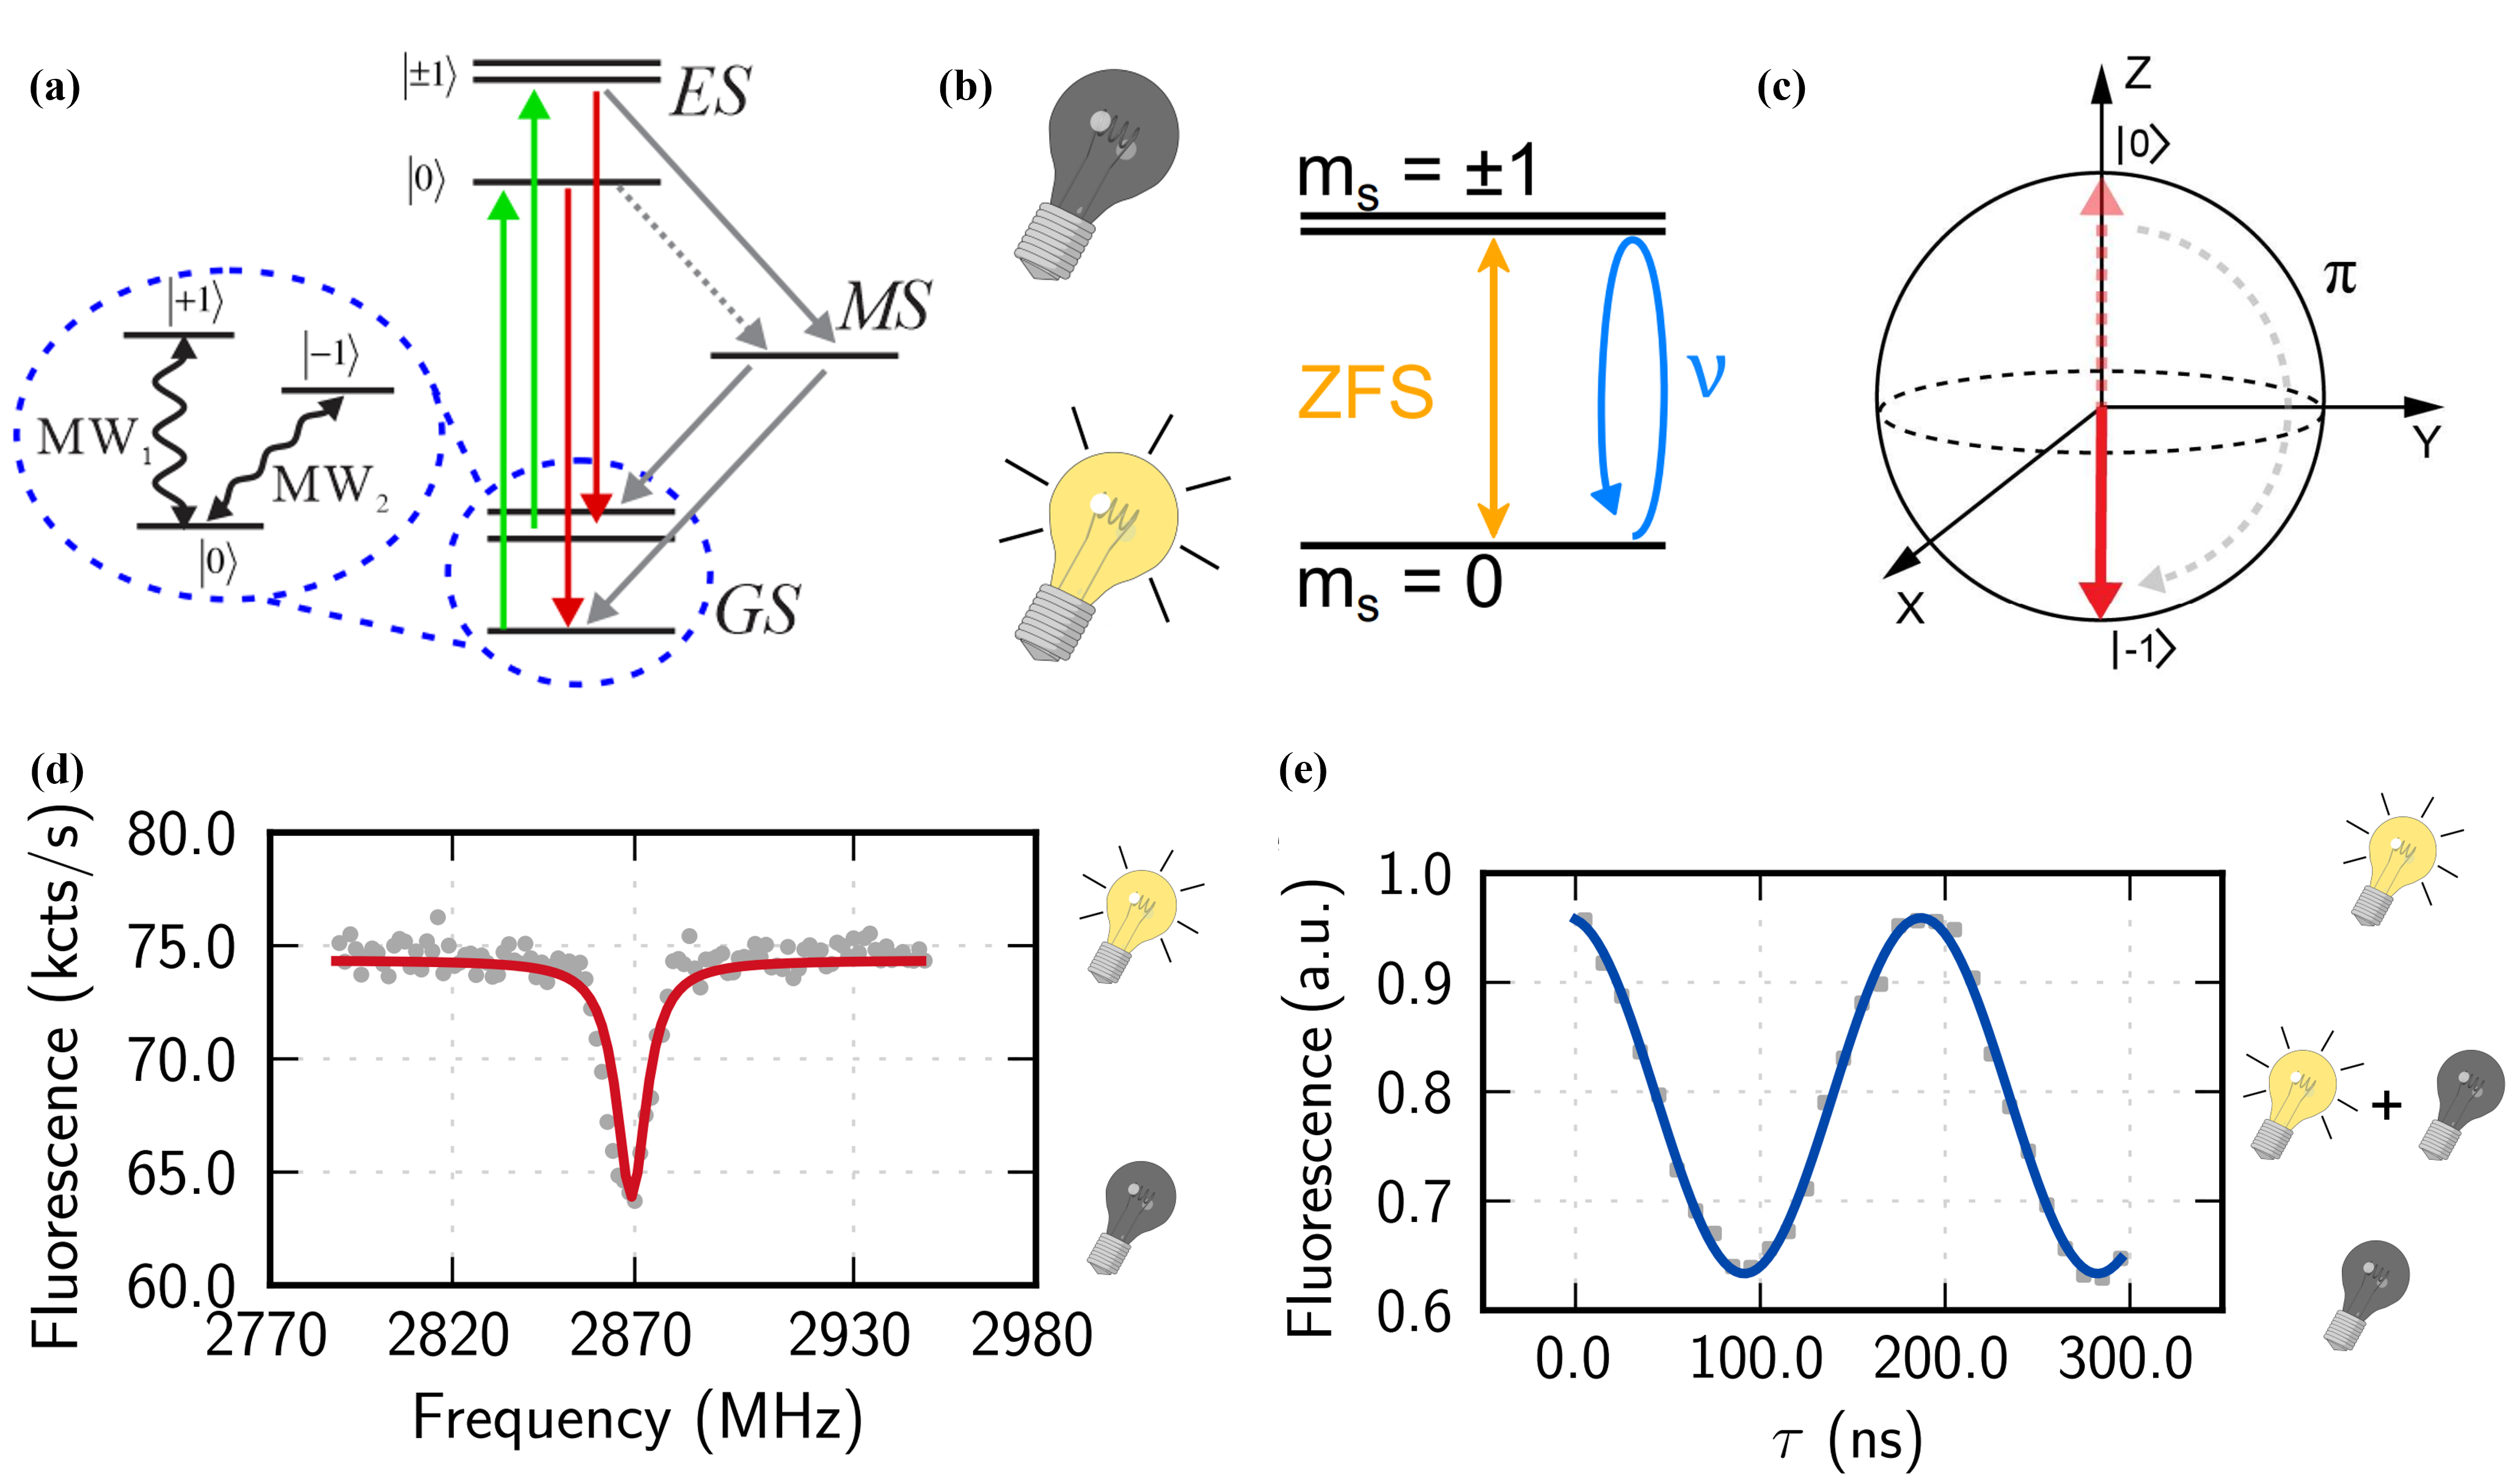 (a)
|±1⟩
ES
|0⟩
MS
|+1⟩
|−1⟩
MW1
MW2
|0⟩
GS
(b)
ms = ±1
ZFS
ν
ms = 0
(c)
Z
|0⟩
π
Y
X
|-1⟩
(d)
Fluorescence (kcts/s)
80.0
75.0
70.0
65.0
60.0
2770 2820 2870 2930 2980
Frequency (MHz)
(e)
Fluorescence (a.u.)
1.0
0.9
0.8
0.7
0.6
0.0 100.0 200.0 300.0
τ (ns)
+